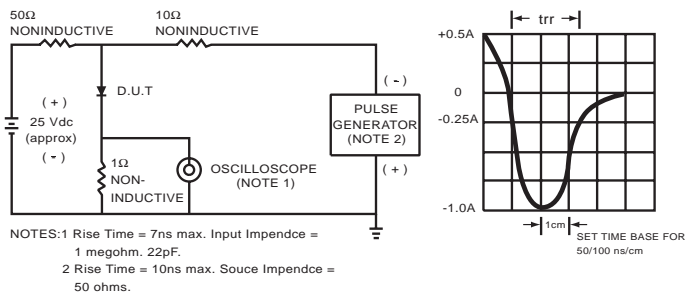 50Ω
NONINDUCTIVE
10Ω
NONINDUCTIVE
(+)
25 Vdc
(approx)
(-)
D.U.T
1Ω
NON-
INDUCTIVE
OSCILLOSCOPE
(NOTE 1)
(-)
PULSE
GENERATOR
(NOTE 2)
(+)
trr
+0.5A
0
-0.25A
-1.0A
1cm
SET TIME BASE FOR
50/100 ns/cm
NOTES:1 Rise Time = 7ns max. Input Impendce =
1 megohm. 22pF.
2 Rise Time = 10ns max. Souce Impendce =
50 ohms.